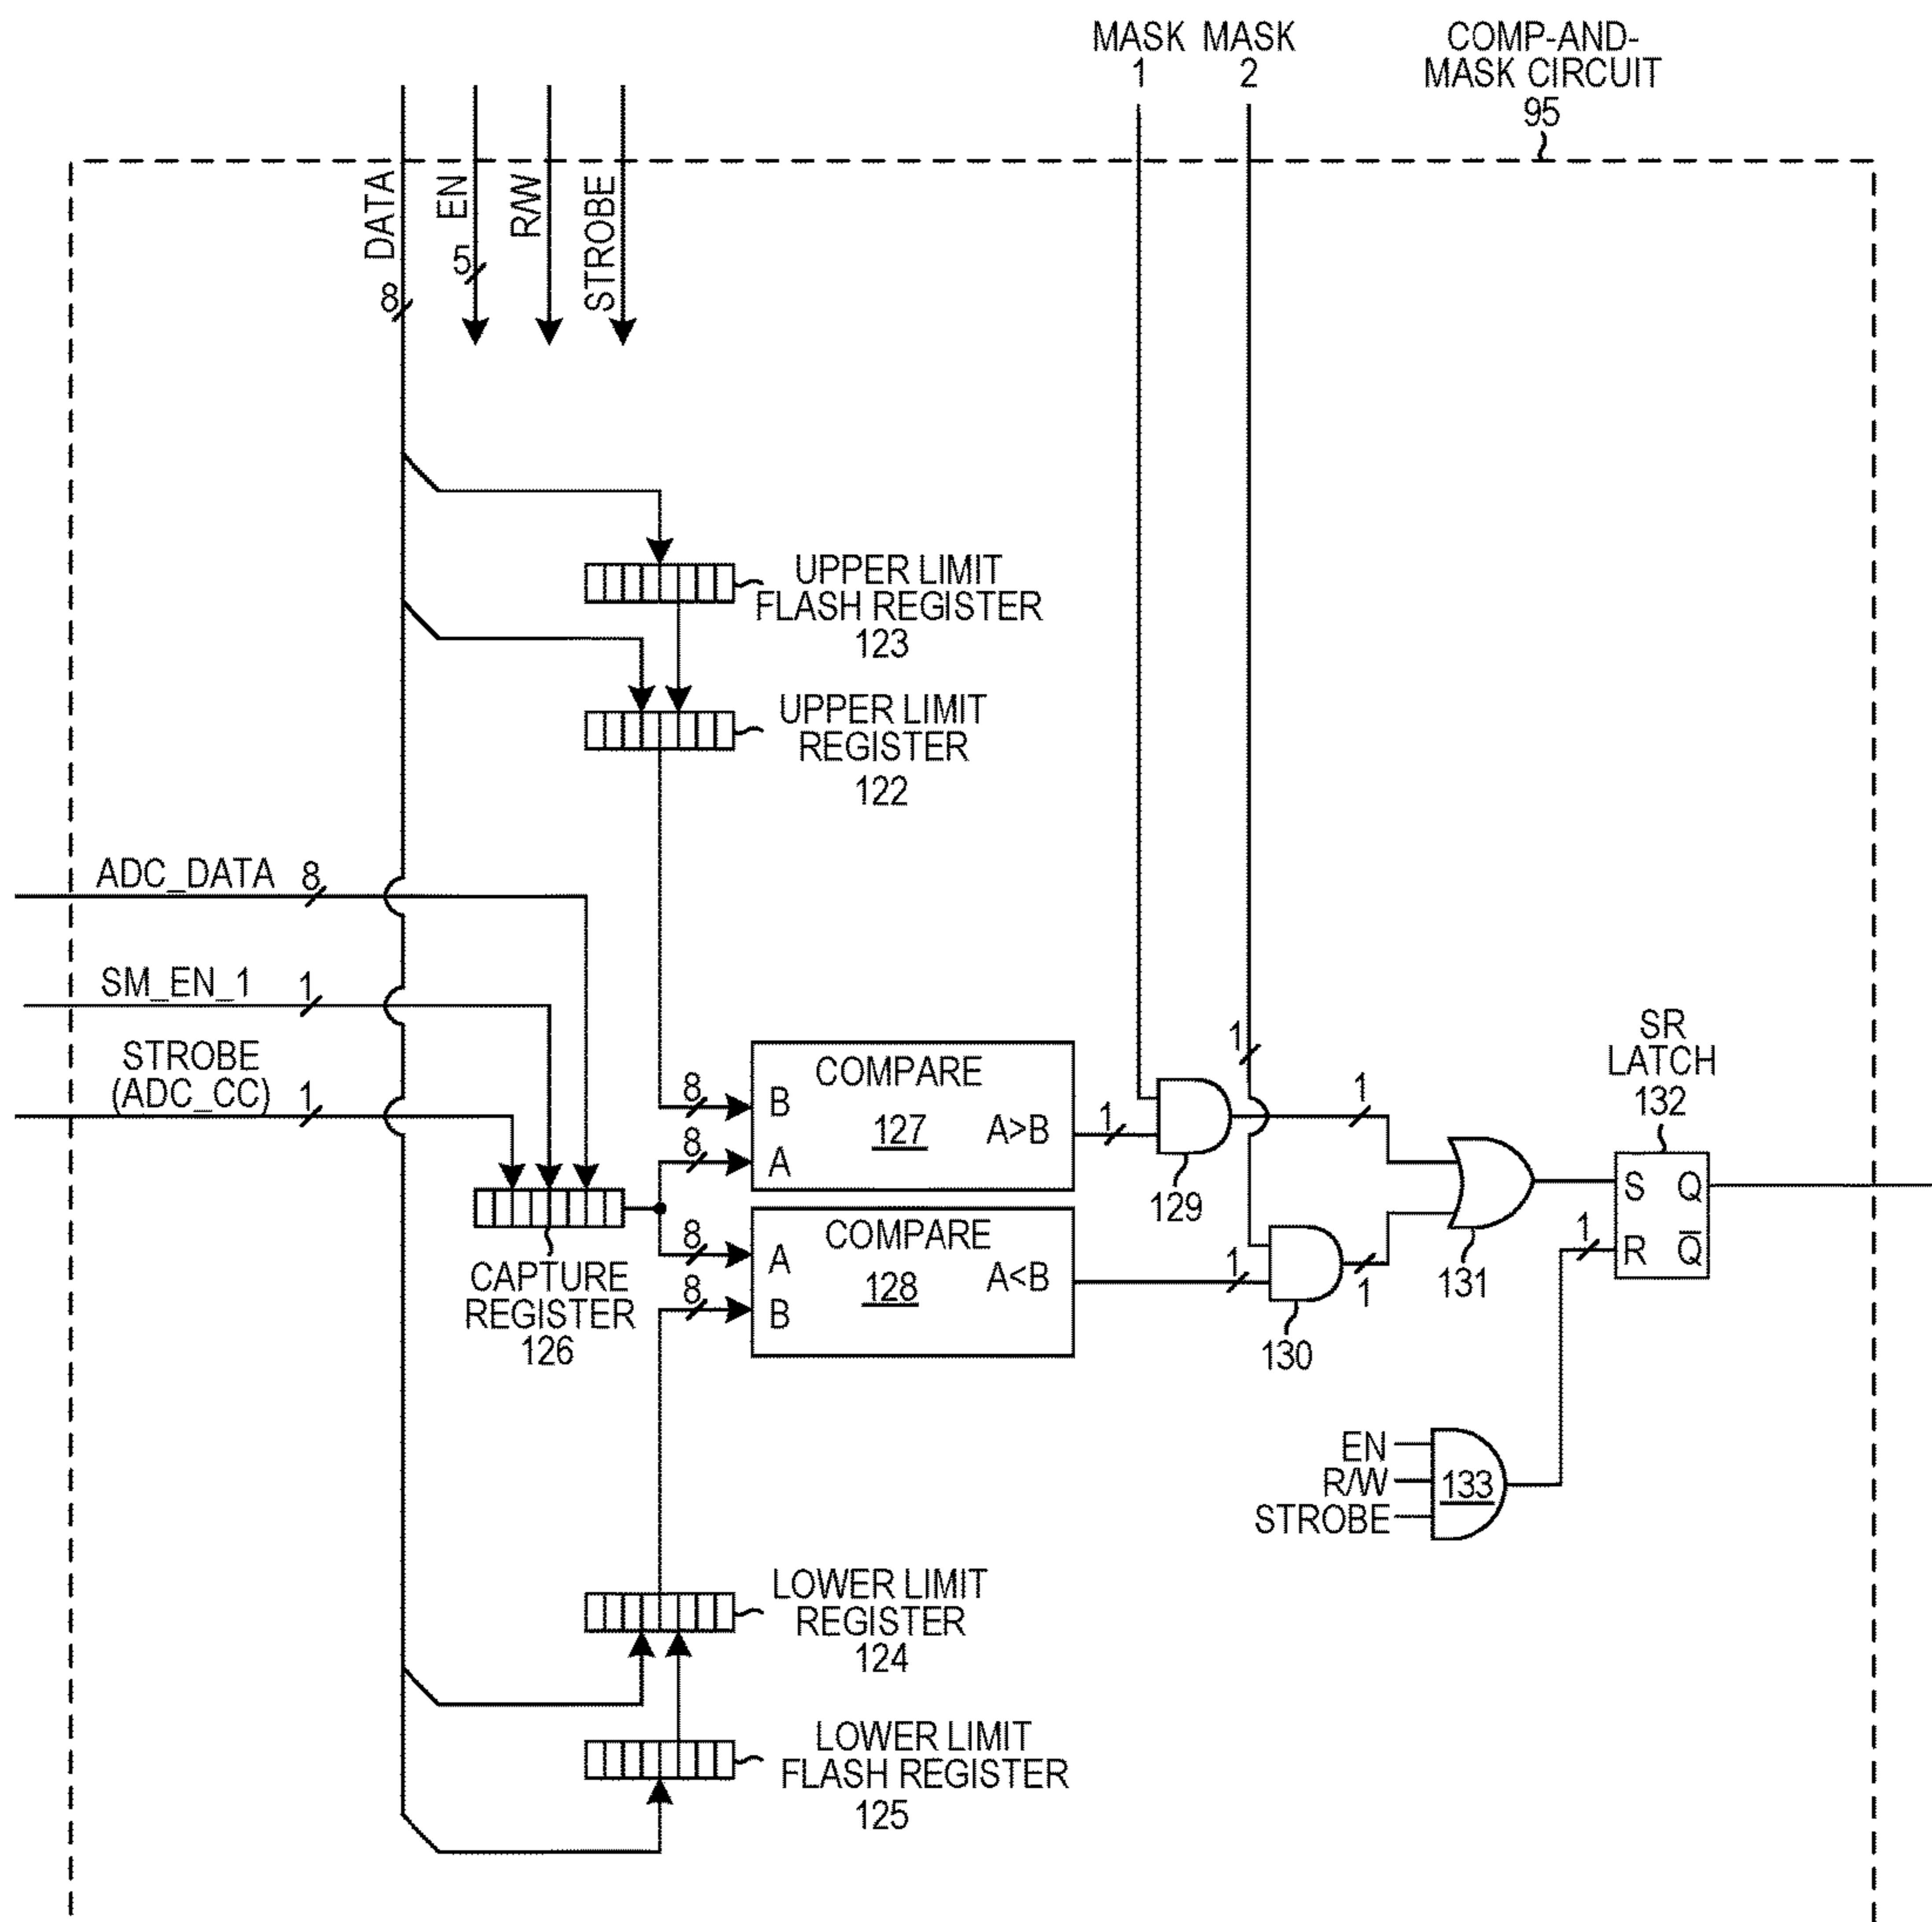 MASK
1
MASK
2
COMP-AND-
MASK CIRCUIT
95
DATA
8
EN
5
R/W
STROBE
UPPER LIMIT
FLASH REGISTER
123
UPPER LIMIT
REGISTER
122
ADC_DATA
8
SM_EN_1
1
STROBE
(ADC_CC)
1
CAPTURE
REGISTER
126
8
8
B
A
COMPARE
127
A>B
8
8
A
B
COMPARE
128
A<B
1
129
1
1
1
130
1
131
SR
LATCH
132
S
Q
R
Q̅
1
EN
R/W
STROBE
133
LOWER LIMIT
REGISTER
124
LOWER LIMIT
FLASH REGISTER
125